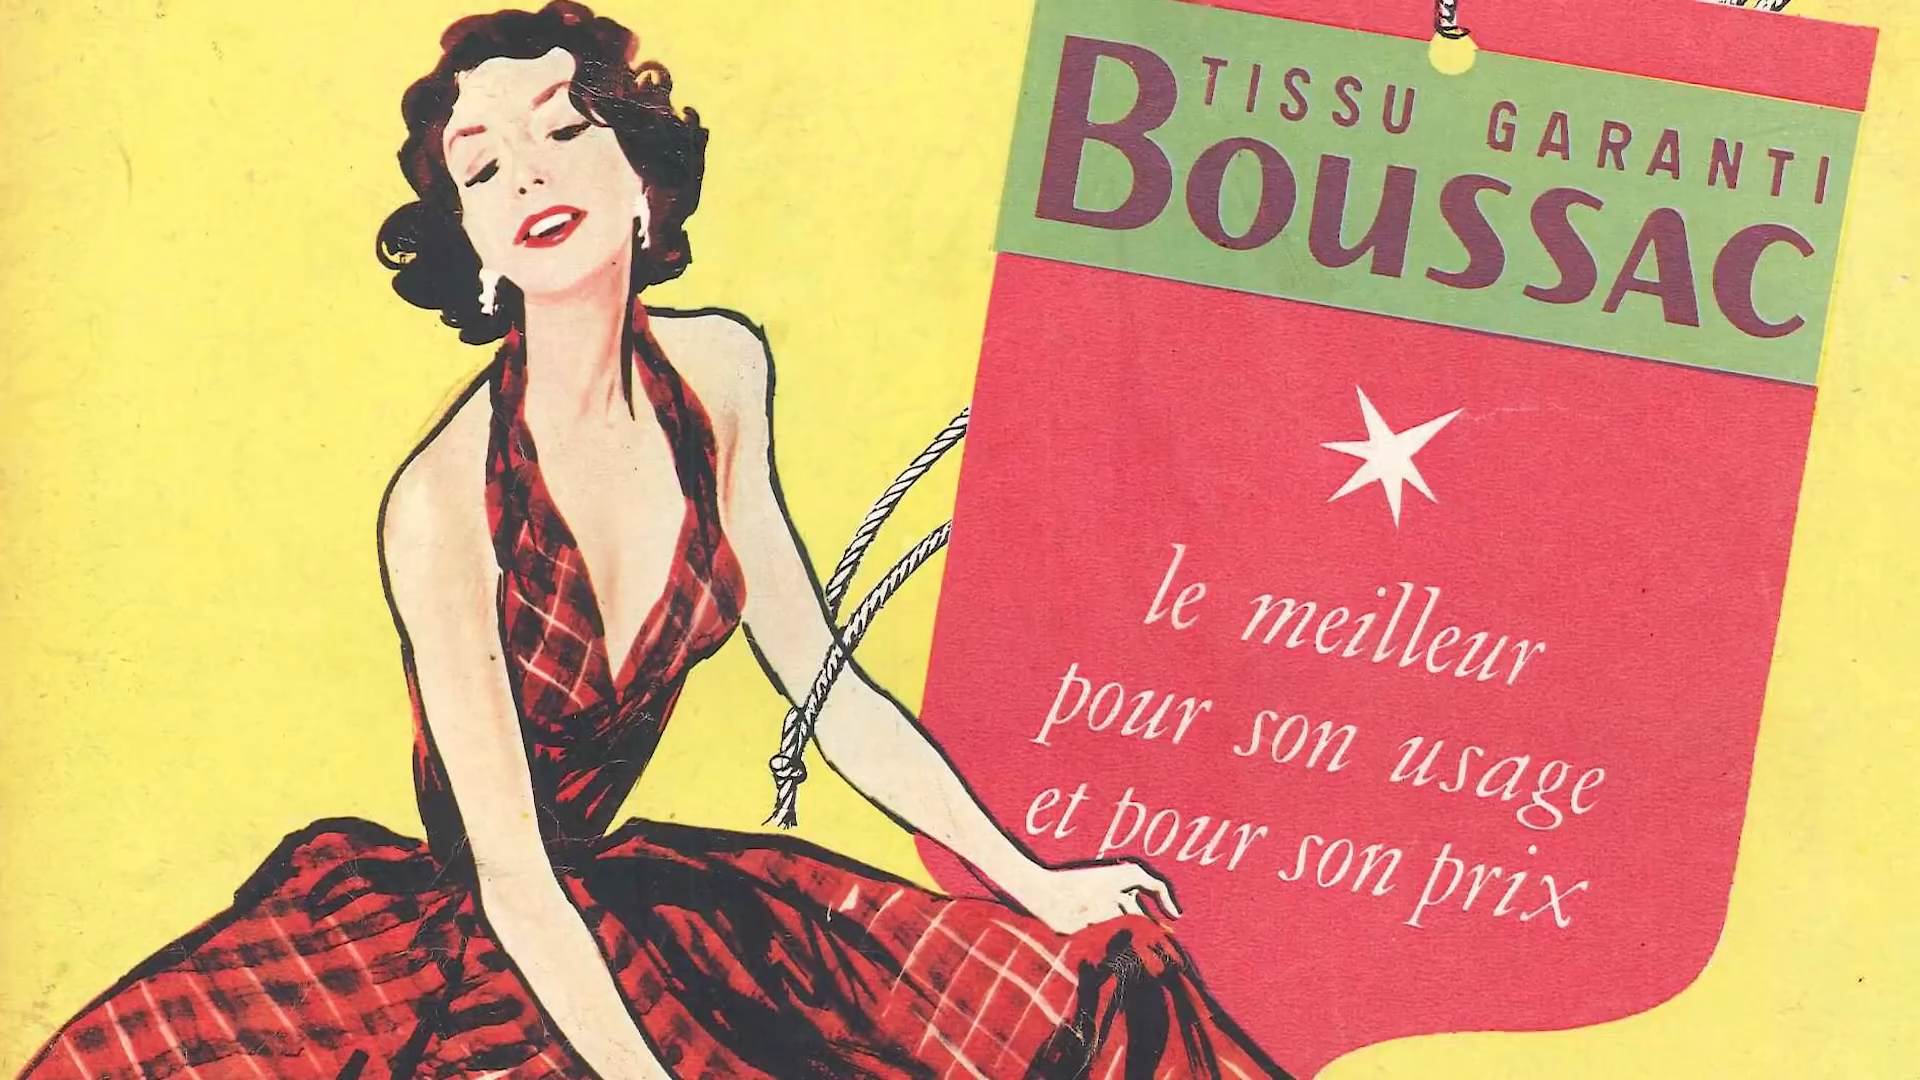 TISSU GARANTI
BOUSSAC
le meilleur
pour son usage
et pour son prix